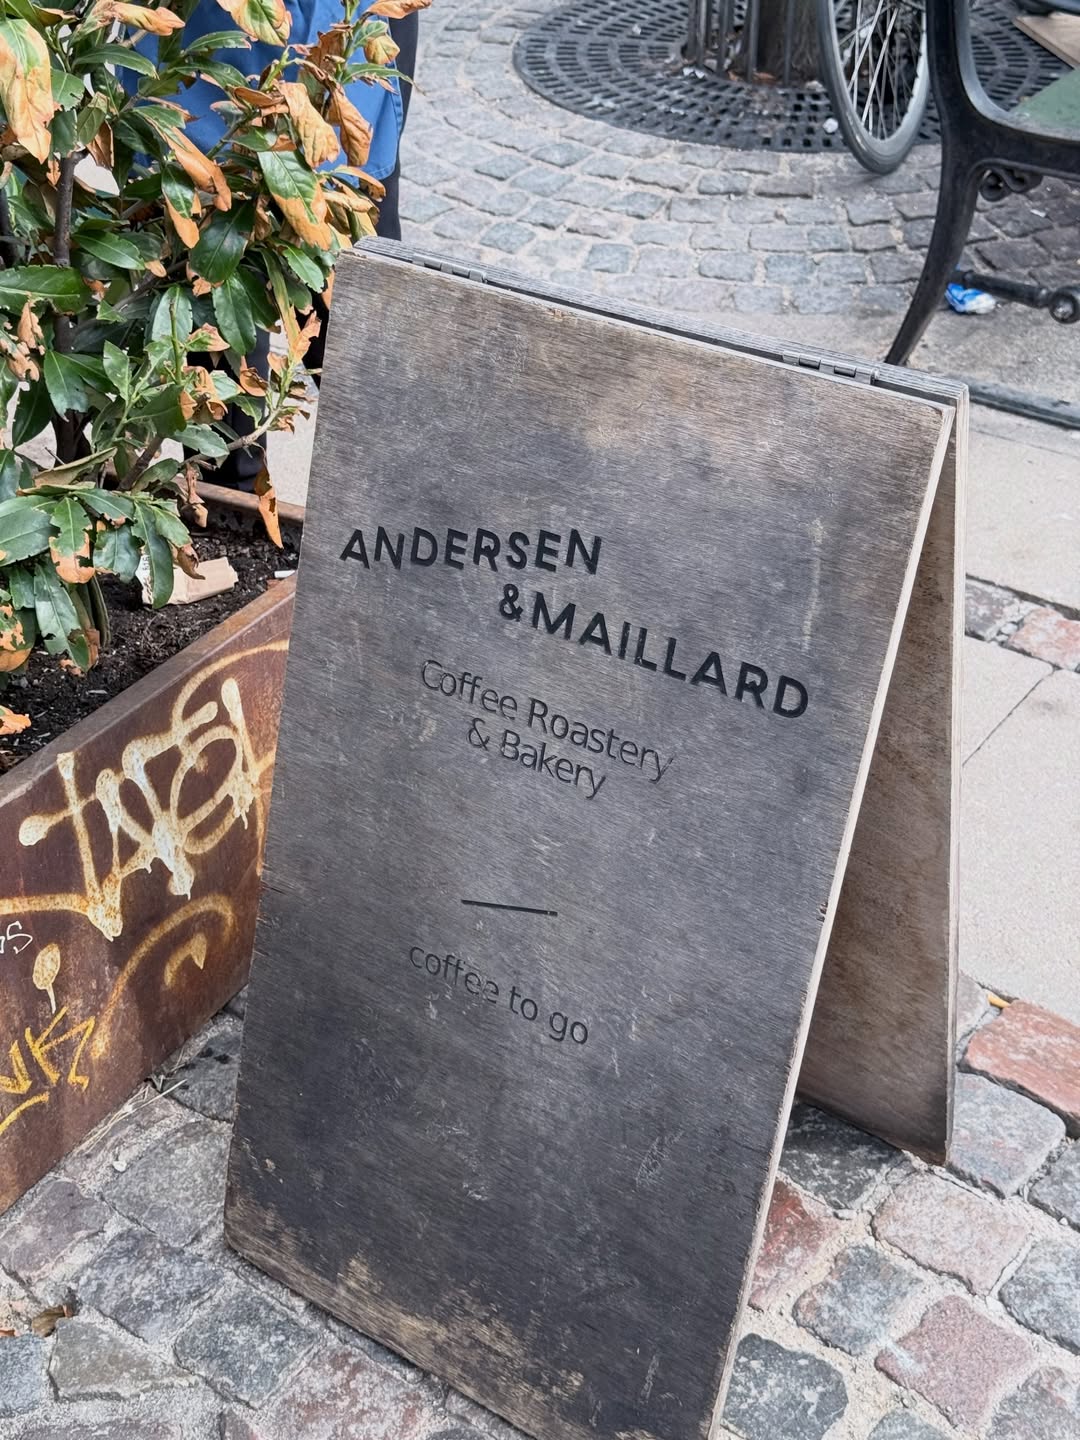 ANDERSEN
&MAILLARD
Coffee Roastery
& Bakery
coffee to go